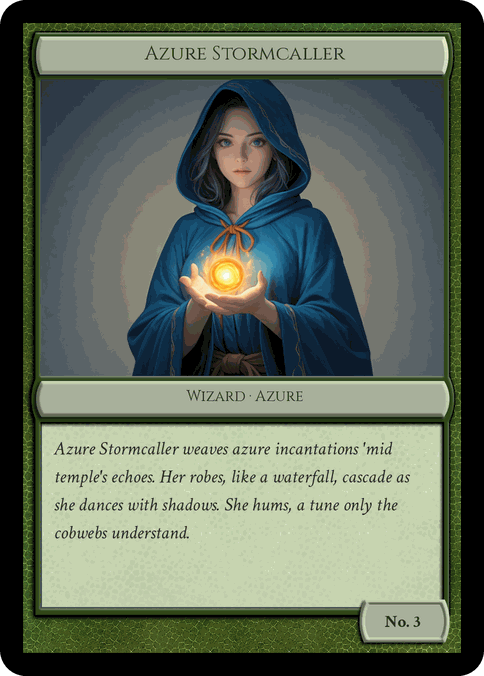 Azure Stormcaller
Wizard · Azure
Azure Stormcaller weaves azure incantations 'mid
temple's echoes. Her robes, like a waterfall, cascade as
she dances with shadows. She hums, a tune only the
cobwebs understand.
No. 3